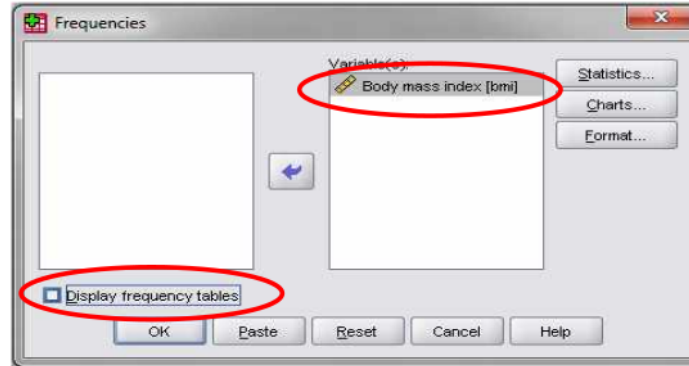 Frequencies
Variable(s):
Body mass index [bmi]
Statistics...
Charts...
Format...
Display frequency tables
OK
Paste
Reset
Cancel
Help